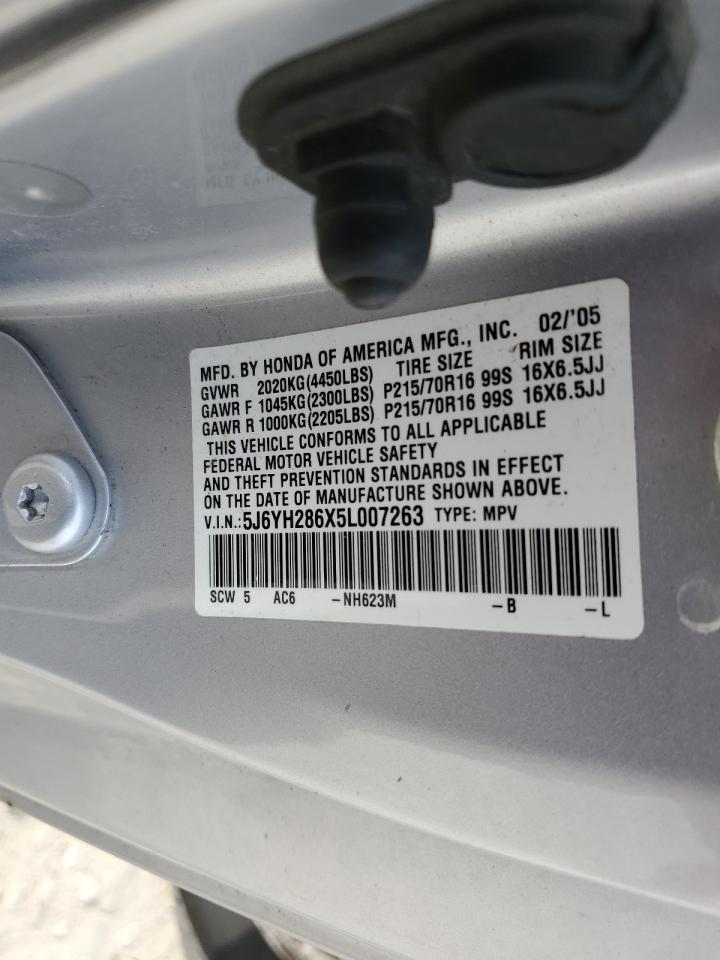 MFD. BY HONDA OF AMERICA MFG., INC. 02/'05
GVWR 2020KG(4450LBS) TIRE SIZE RIM SIZE
GAWR F 1045KG(2300LBS) P215/70R16 99S 16X6.5JJ
GAWR R 1000KG(2205LBS) P215/70R16 99S 16X6.5JJ
THIS VEHICLE CONFORMS TO ALL APPLICABLE
FEDERAL MOTOR VEHICLE SAFETY
AND THEFT PREVENTION STANDARDS IN EFFECT
ON THE DATE OF MANUFACTURE SHOWN ABOVE.
V.I.N.:5J6YH286X5L007263 TYPE: MPV
SCW 5 AC6 -NH623M -B -L